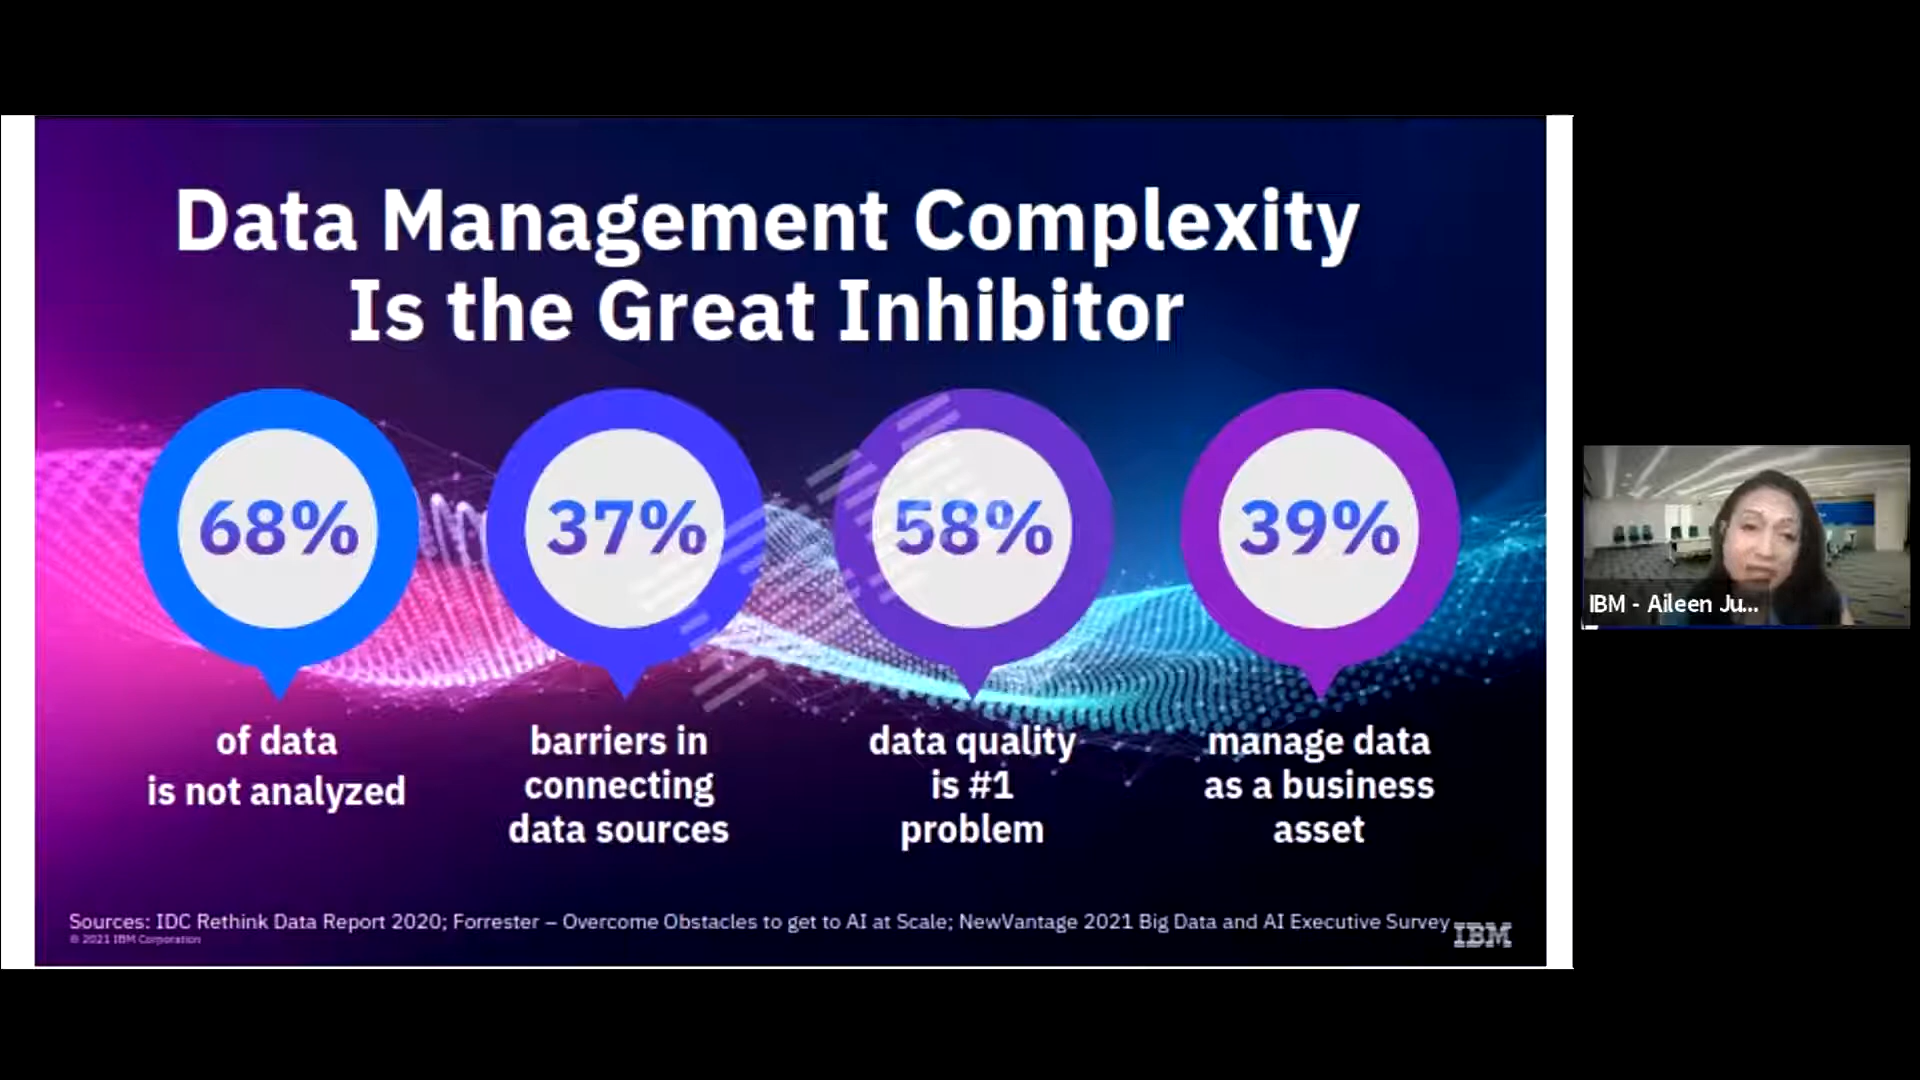 Data Management Complexity
Is the Great Inhibitor
68%
37%
58%
39%
of data
is not analyzed
barriers in
connecting
data sources
data quality
is #1
problem
manage data
as a business
asset
Sources: IDC Rethink Data Report 2020; Forrester – Overcome Obstacles to get to AI at Scale; NewVantage 2021 Big Data and AI Executive Survey
© 2021 IBM Corporation
IBM
IBM - Aileen Ju...